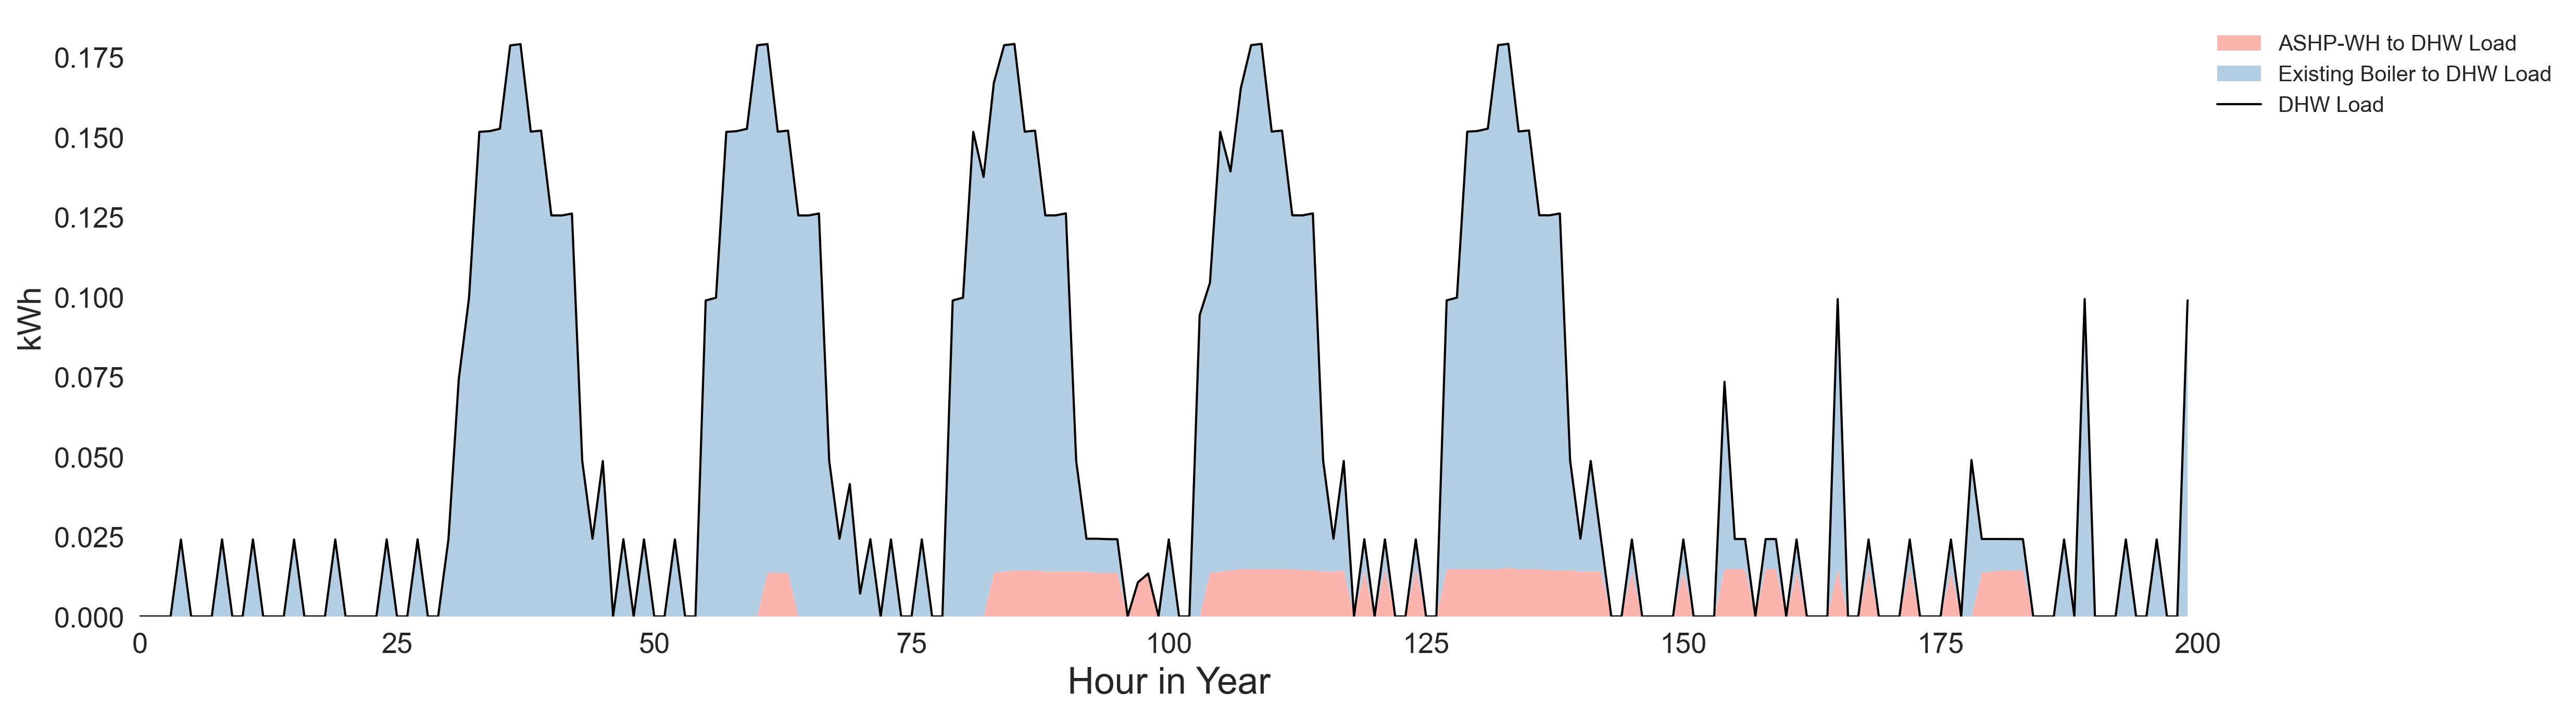 ASHP-WH to DHW Load
Existing Boiler to DHW Load
DHW Load
kWh
0.175
0.150
0.125
0.100
0.075
0.050
0.025
0.000
0 25 50 75 100 125 150 175 200
Hour in Year